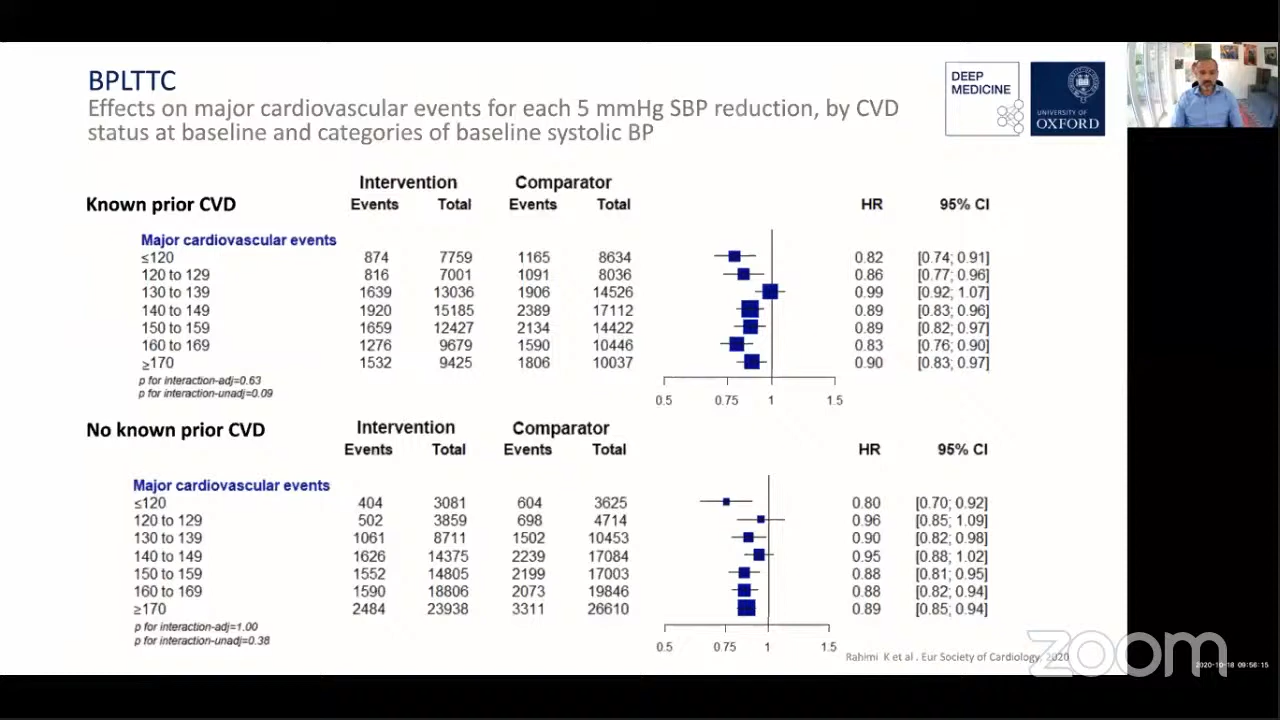 BPLTTC
Effects on major cardiovascular events for each 5 mmHg SBP reduction, by CVD
status at baseline and categories of baseline systolic BP
DEEP
MEDICINE
UNIVERSITY OF
OXFORD
Intervention Comparator
Known prior CVD Events Total Events Total HR 95% CI
Major cardiovascular events
≤120 874 7759 1165 8634 0.82 [0.74; 0.91]
120 to 129 816 7001 1091 8036 0.86 [0.77; 0.96]
130 to 139 1639 13036 1906 14526 0.99 [0.92; 1.07]
140 to 149 1920 15185 2389 17112 0.89 [0.83; 0.96]
150 to 159 1659 12427 2134 14422 0.89 [0.82; 0.97]
160 to 169 1276 9679 1590 10446 0.83 [0.76; 0.90]
≥170 1532 9425 1806 10037 0.90 [0.83; 0.97]
p for interaction-adj=0.63
p for interaction-unadj=0.09
0.5 0.75 1 1.5
No known prior CVD Intervention Comparator
Events Total Events Total HR 95% CI
Major cardiovascular events
≤120 404 3081 604 3625 0.80 [0.70; 0.92]
120 to 129 502 3859 698 4714 0.96 [0.85; 1.09]
130 to 139 1061 8711 1502 10453 0.90 [0.82; 0.98]
140 to 149 1626 14375 2239 17084 0.95 [0.88; 1.02]
150 to 159 1552 14805 2199 17003 0.88 [0.81; 0.95]
160 to 169 1590 18806 2073 19846 0.88 [0.82; 0.94]
≥170 2484 23938 3311 26610 0.89 [0.85; 0.94]
p for interaction-adj=1.00
p for interaction-unadj=0.38
0.5 0.75 1 1.5
Rahimi K et al . Eur Society of Cardiology, 2020
zoom
2020-10-18 09:56:15